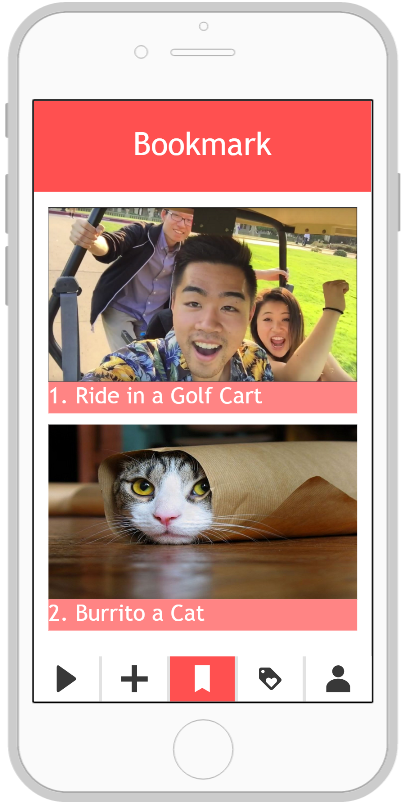 Bookmark
1. Ride in a Golf Cart
2. Burrito a Cat